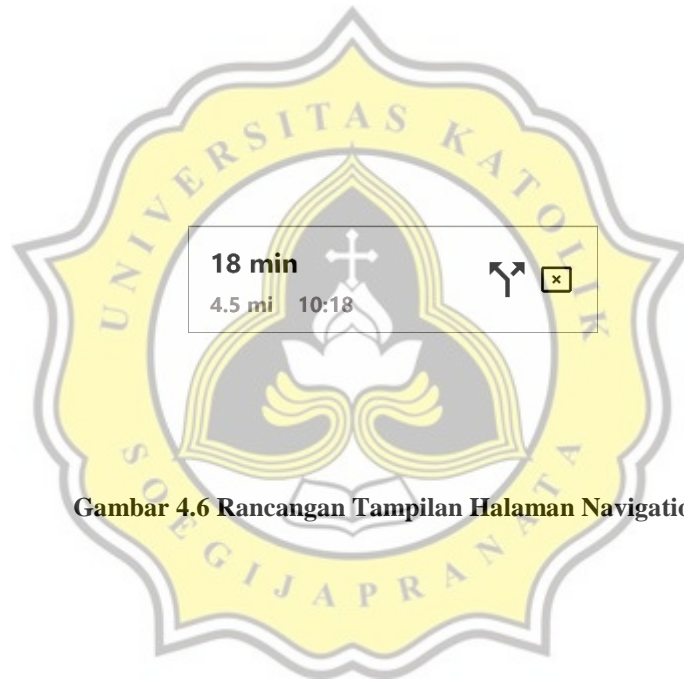 UNIVERSITAS KATOLIK
18 min
4.5 mi 10:18
Gambar 4.6 Rancangan Tampilan Halaman Navigatio
SOEGIJAPRANATA